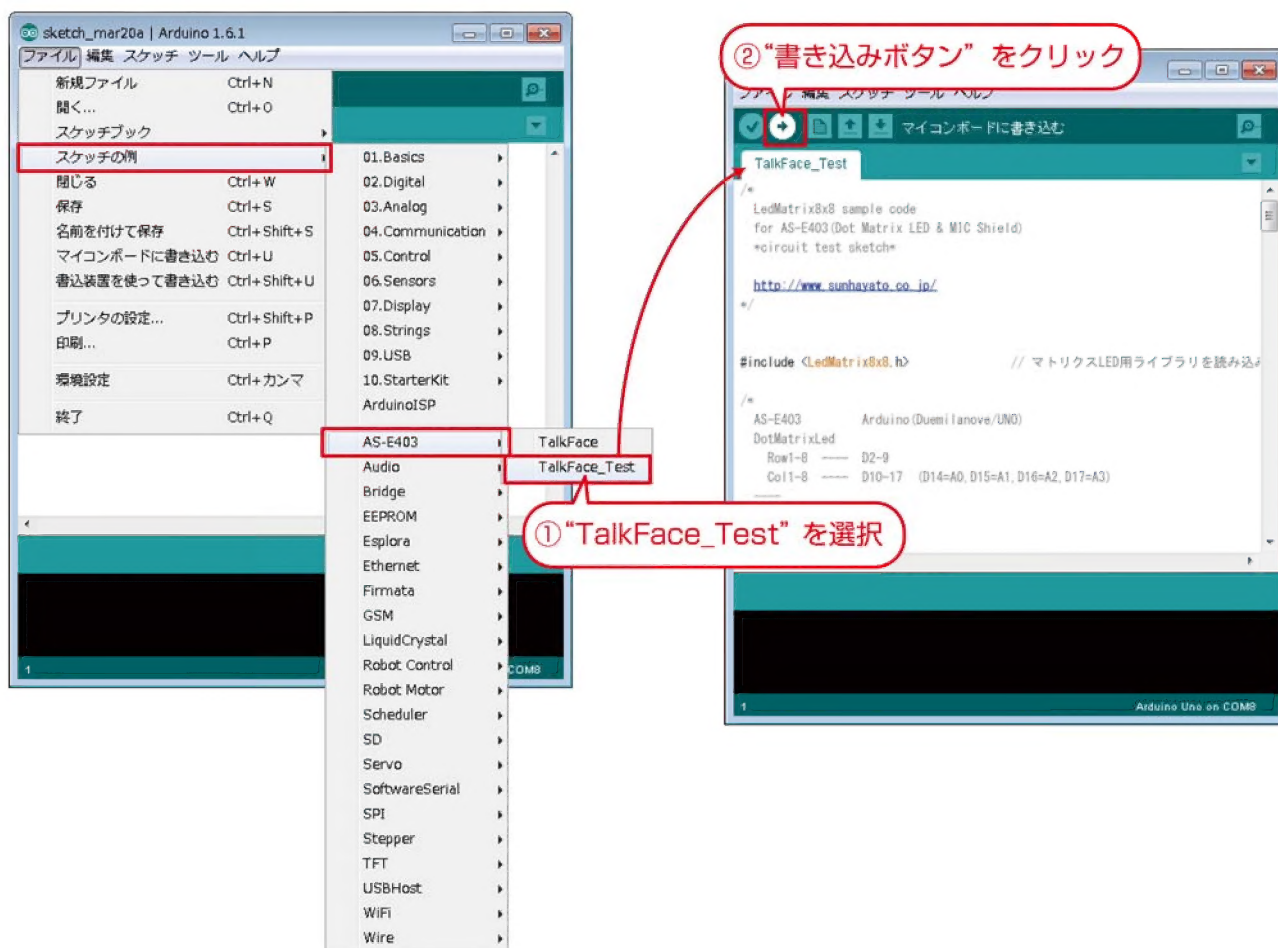 sketch_mar20a | Arduino 1.6.1
ファイル 編集 スケッチ ツール ヘルプ
新規ファイル Ctrl+N
開く... Ctrl+O
スケッチブック
スケッチの例
閉じる Ctrl+W
保存 Ctrl+S
名前を付けて保存 Ctrl+Shift+S
マイコンボードに書き込む Ctrl+U
書込装置を使って書き込む Ctrl+Shift+U
プリンタの設定... Ctrl+Shift+P
印刷... Ctrl+P
環境設定 Ctrl+カンマ
終了 Ctrl+Q
01.Basics
02.Digital
03.Analog
04.Communication
05.Control
06.Sensors
07.Display
08.Strings
09.USB
10.StarterKit
ArduinoISP
AS-E403
Audio
Bridge
EEPROM
Esplora
Ethernet
Firmata
GSM
LiquidCrystal
Robot Control
Robot Motor
Scheduler
SD
Servo
SoftwareSerial
SPI
Stepper
TFT
USBHost
WiFi
Wire
TalkFace
TalkFace_Test
①“TalkFace_Test”を選択
1
COM8
②“書き込みボタン”をクリック
ファイル 編集 スケッチ ツール ヘルプ
マイコンボードに書き込む
TalkFace_Test
/*
LedMatrix8x8 sample code
for AS-E403(Dot Matrix LED & MIC Shield)
*circuit test sketch*
http://www.sunhayato.co.jp/
*/
#include <LedMatrix8x8.h> // マトリクスLED用ライブラリを読み込み
/*
AS-E403 Arduino(Duemilanove/UNO)
DotMatrixLed
Row1-8 ---- D2-9
Col1-8 ---- D10-17 (D14=A0,D15=A1,D16=A2,D17=A3)
----
1
Arduino Uno on COM8